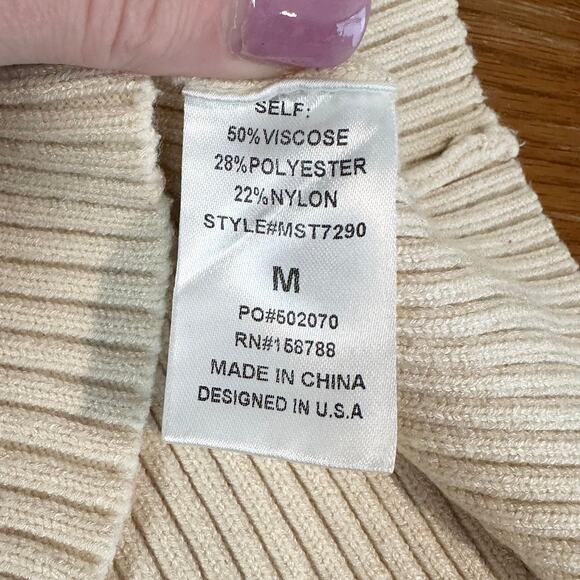 SELF:
50%VISCOSE
28%POLYESTER
22%NYLON
STYLE#MST7290
M
PO#502070
RN#158788
MADE IN CHINA
DESIGNED IN U.S.A